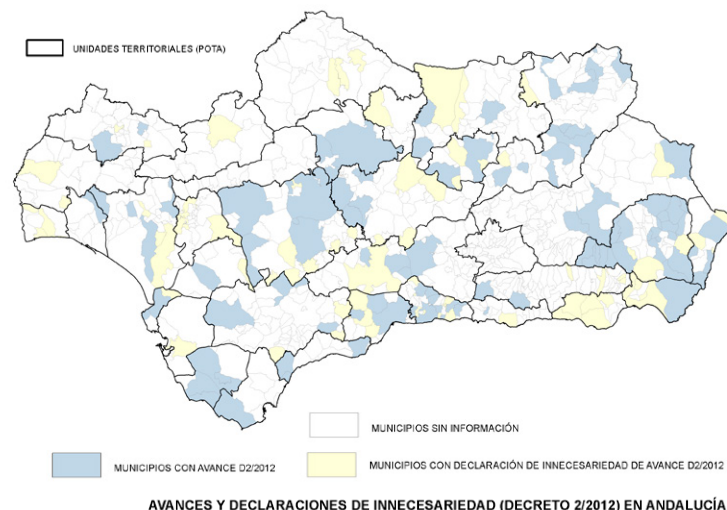 UNIDADES TERRITORIALES (POTA)
MUNICIPIOS SIN INFORMACIÓN
MUNICIPIOS CON AVANCE D2/2012
MUNICIPIOS CON DECLARACIÓN DE INNECESARIEDAD DE AVANCE D2/2012
AVANCES Y DECLARACIONES DE INNECESARIEDAD (DECRETO 2/2012) EN ANDALUCÍA